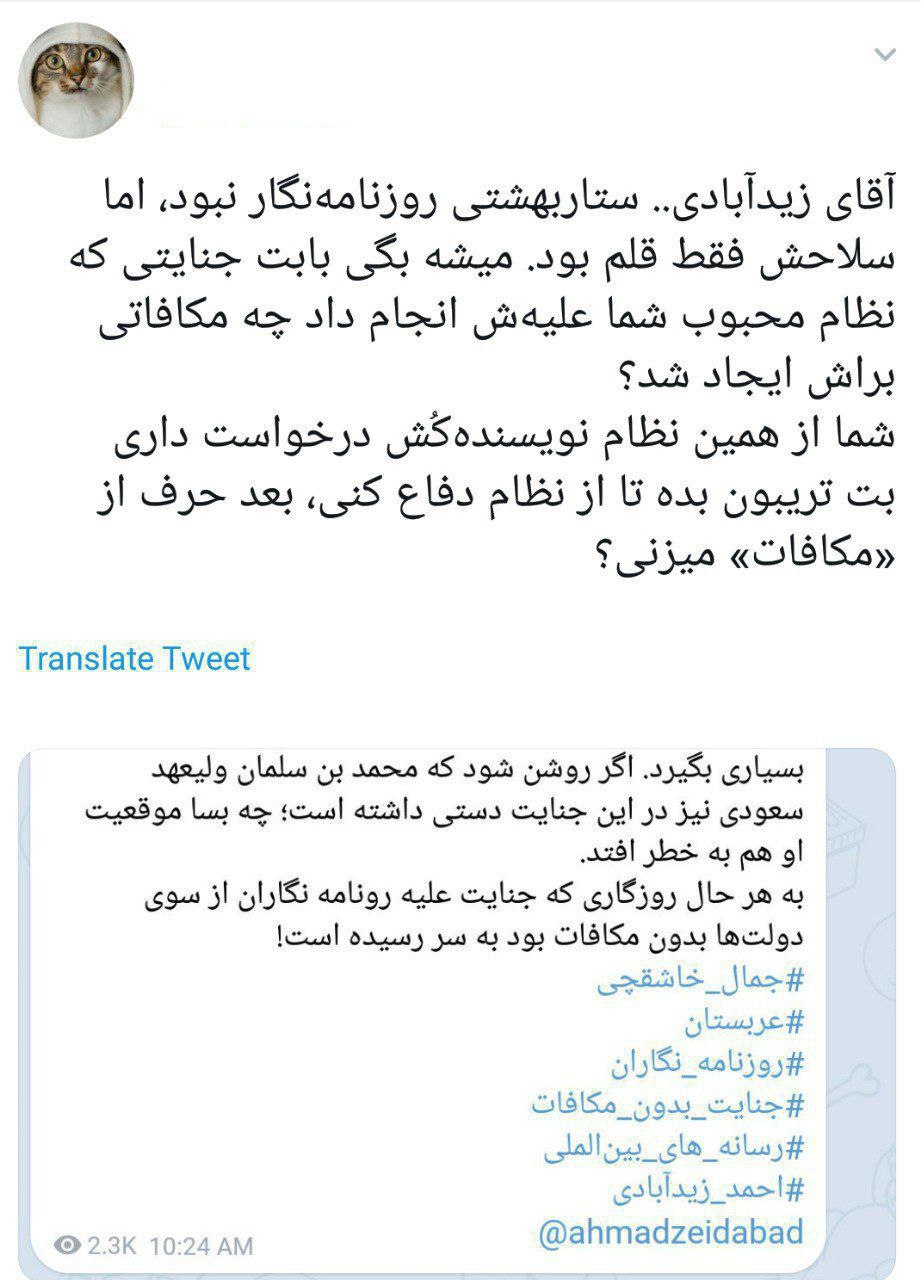 آقای زیدآبادی.. ستاربهشتی روزنامه‌نگار نبود، اما
سلاحش فقط قلم بود. میشه بگی بابت جنایتی که
نظام محبوب شما علیه‌ش انجام داد چه مکافاتی
براش ایجاد شد؟
شما از همین نظام نویسنده‌کُش درخواست داری
بت تریبون بده تا از نظام دفاع کنی، بعد حرف از
«مکافات» میزنی؟
Translate Tweet
بسیاری بگیرد. اگر روشن شود که محمد بن سلمان ولیعهد
سعودی نیز در این جنایت دستی داشته است؛ چه بسا موقعیت
او هم به خطر افتد.
به هر حال روزگاری که جنایت علیه رونامه نگاران از سوی
دولت‌ها بدون مکافات بود به سر رسیده است!
#جمال_خاشقچی
#عربستان
#روزنامه_نگاران
#جنایت_بدون_مکافات
#رسانه_های_بین‌المللی
#احمد_زیدآبادی
@ahmadzeidabad
2.3K 10:24 AM